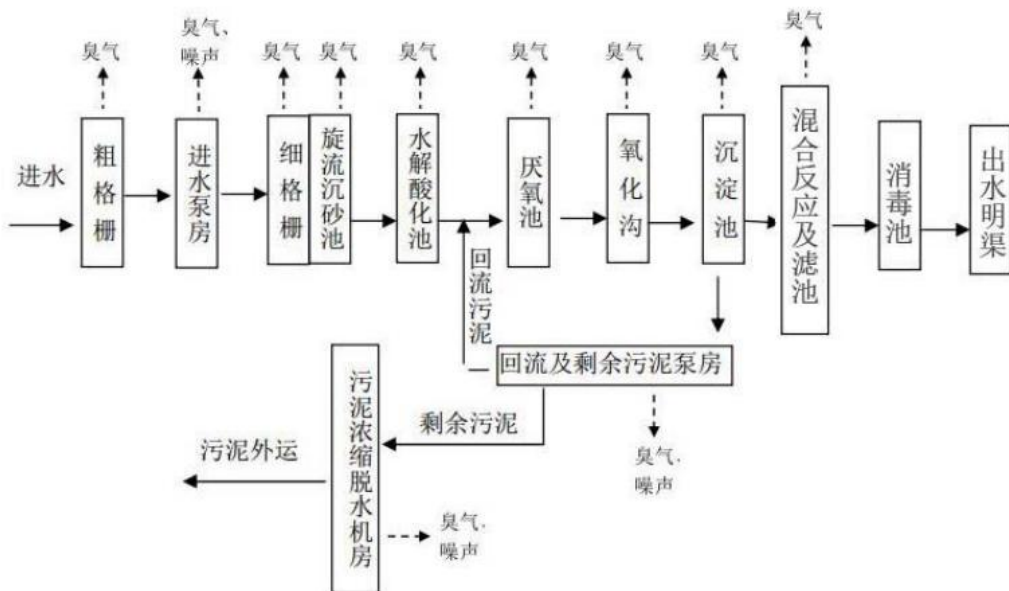 臭气
臭气、
噪声
臭气
臭气
臭气
臭气
臭气
臭气
臭气
进水
粗格栅
进水泵房
细格栅
旋流沉砂池
水解酸化池
厌氧池
氧化沟
沉淀池
混合反应及滤池
消毒池
出水明渠
回流污泥
回流及剩余污泥泵房
剩余污泥
污泥浓缩脱水机房
污泥外运
臭气.
噪声
臭气.
噪声